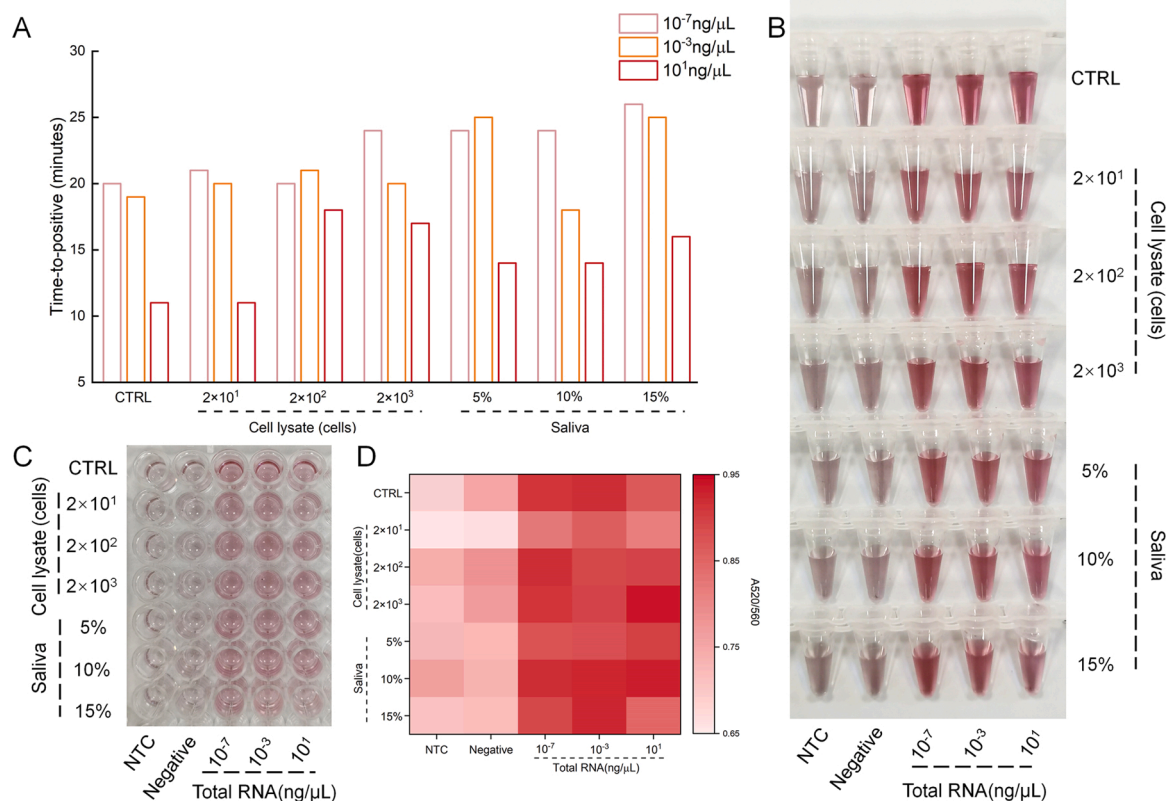 A
10⁻⁷ng/μL
10⁻³ng/μL
10¹ng/μL
Time-to-positive (minutes)
30
25
20
15
10
5
CTRL
2×10¹
2×10²
2×10³
5%
10%
15%
Cell lysate (cells)
Saliva
B
CTRL
2×10¹
2×10²
2×10³
Cell lysate (cells)
5%
10%
15%
Saliva
NTC
Negative
10⁻⁷
10⁻³
10¹
Total RNA(ng/μL)
C
CTRL
2×10¹
2×10²
2×10³
Cell lysate(cells)
5%
10%
15%
Saliva
NTC
Negative
10⁻⁷
10⁻³
10¹
Total RNA(ng/μL)
D
CTRL
2×10¹
2×10²
2×10³
Cell lysate(cells)
5%
10%
15%
Saliva
NTC
Negative
10⁻⁷
10⁻³
10¹
Total RNA(ng/μL)
0.95
0.85
0.75
0.65
A520/560